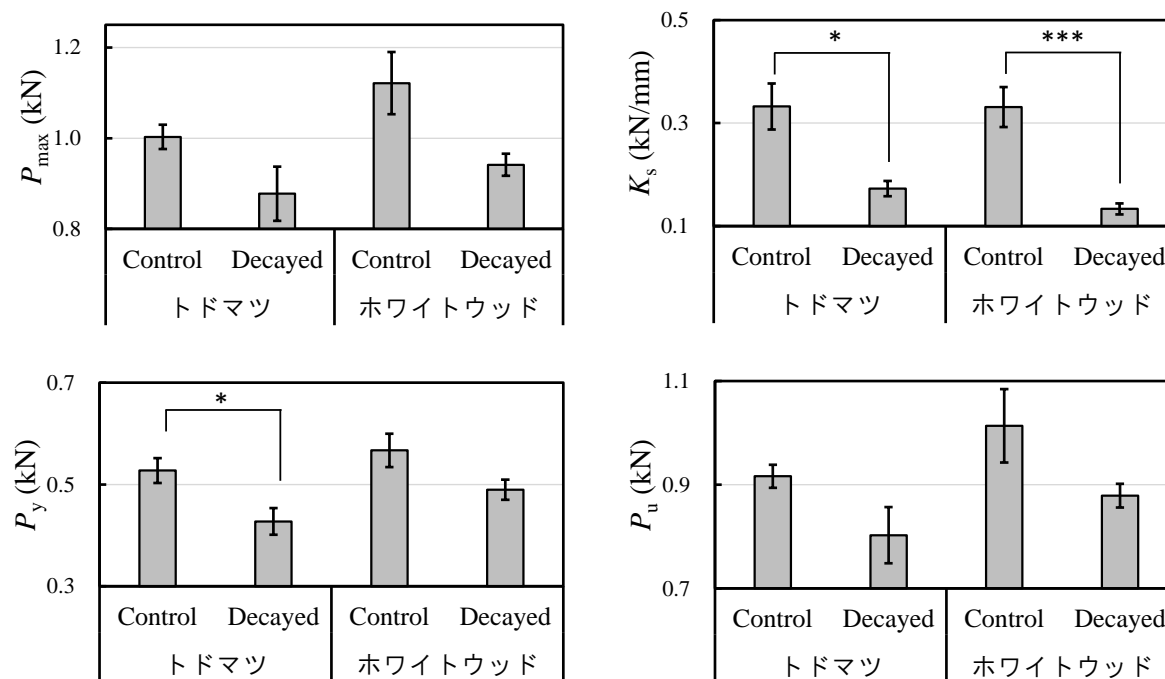 1.2
1.0
0.8
P_max (kN)
Control Decayed Control Decayed
トドマツ ホワイトウッド
0.5
0.3
0.1
K_s (kN/mm)
* ***
Control Decayed Control Decayed
トドマツ ホワイトウッド
0.7
0.5
0.3
P_y (kN)
*
Control Decayed Control Decayed
トドマツ ホワイトウッド
1.1
0.9
0.7
P_u (kN)
Control Decayed Control Decayed
トドマツ ホワイトウッド